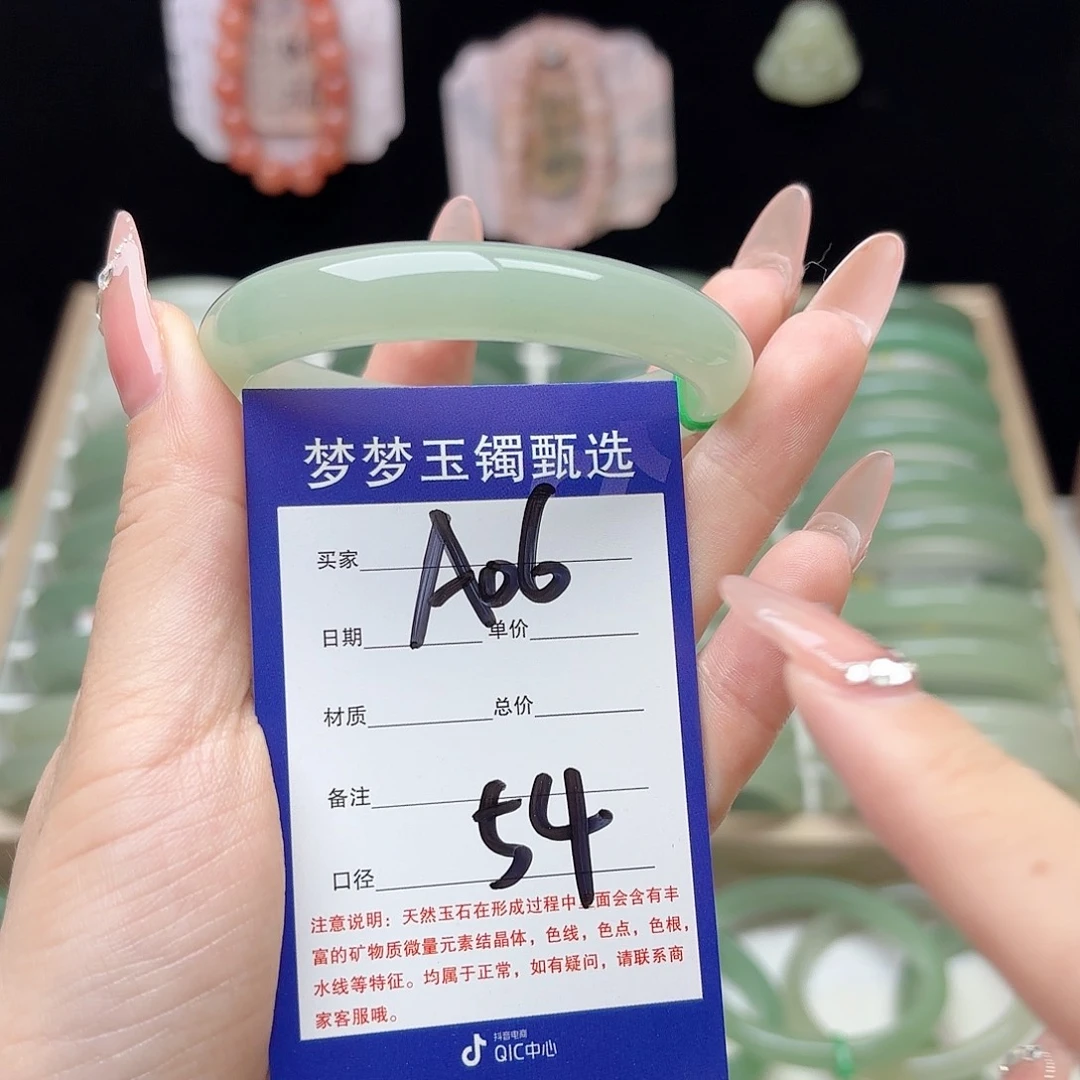 梦梦玉镯甄选
买家 A06
日期 单价
材质 总价
备注
口径 54
注意说明：天然玉石在形成过程中里面会含有丰
富的矿物质微量元素结晶体，色线，色点，色根，
水线等特征。均属于正常，如有疑问，请联系商
家客服哦。
抖音电商
QIC中心